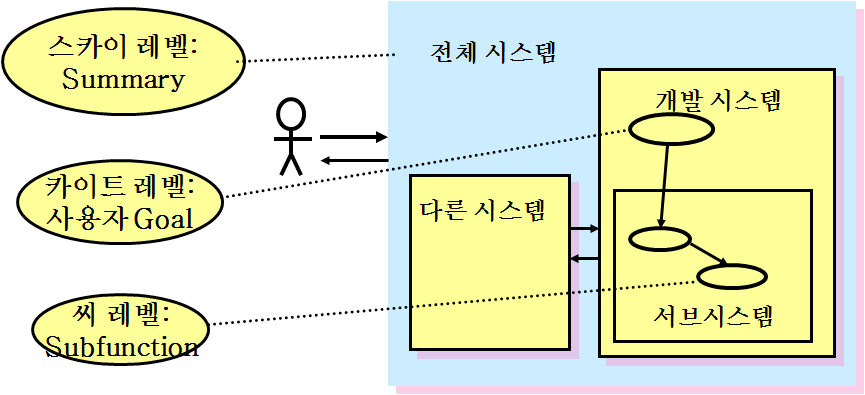 스카이 레벨:
Summary
전체 시스템
개발 시스템
카이트 레벨:
사용자 Goal
다른 시스템
씨 레벨:
Subfunction
서브시스템